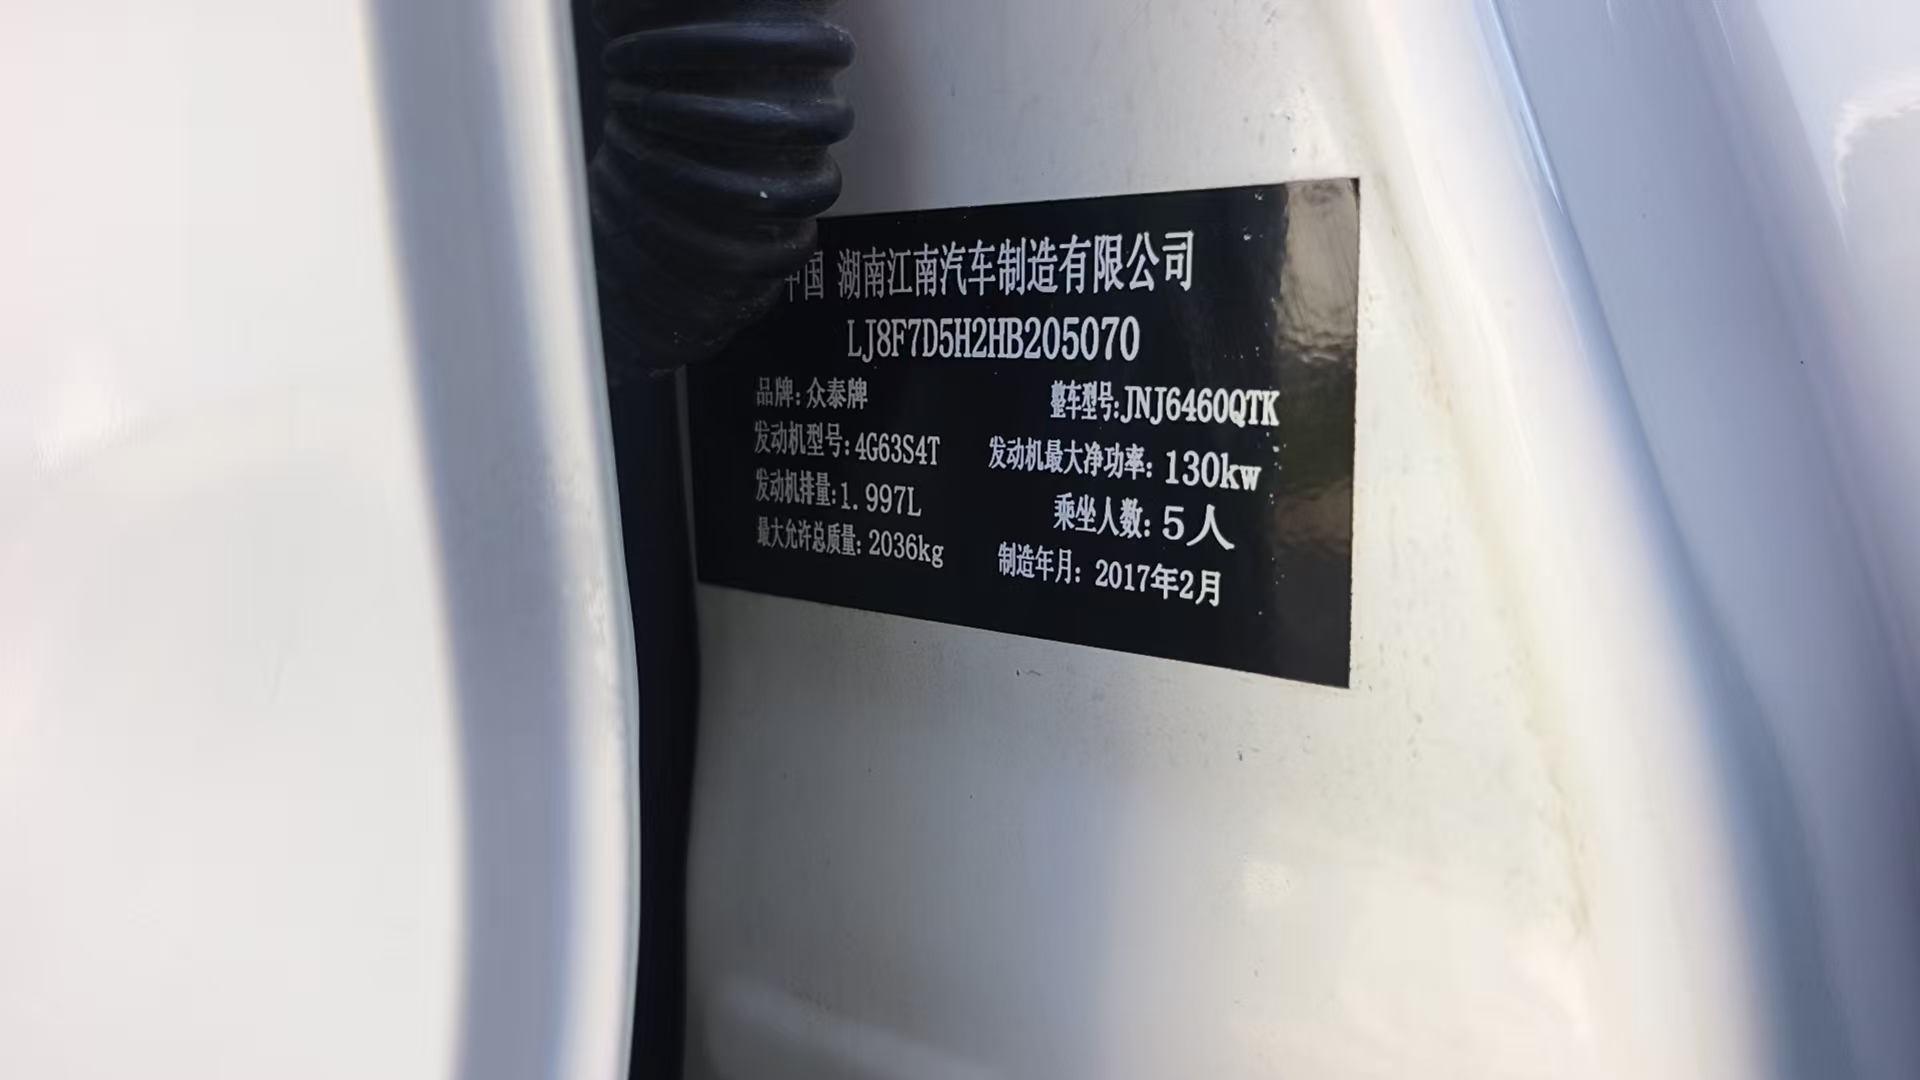 中国 湖南江南汽车制造有限公司
LJ8F7D5H2HB205070
品牌: 众泰牌 整车型号: JNJ6460QTK
发动机型号: 4G63S4T 发动机最大净功率: 130kw
发动机排量: 1.997L 乘坐人数: 5人
最大允许总质量: 2036kg 制造年月: 2017年2月